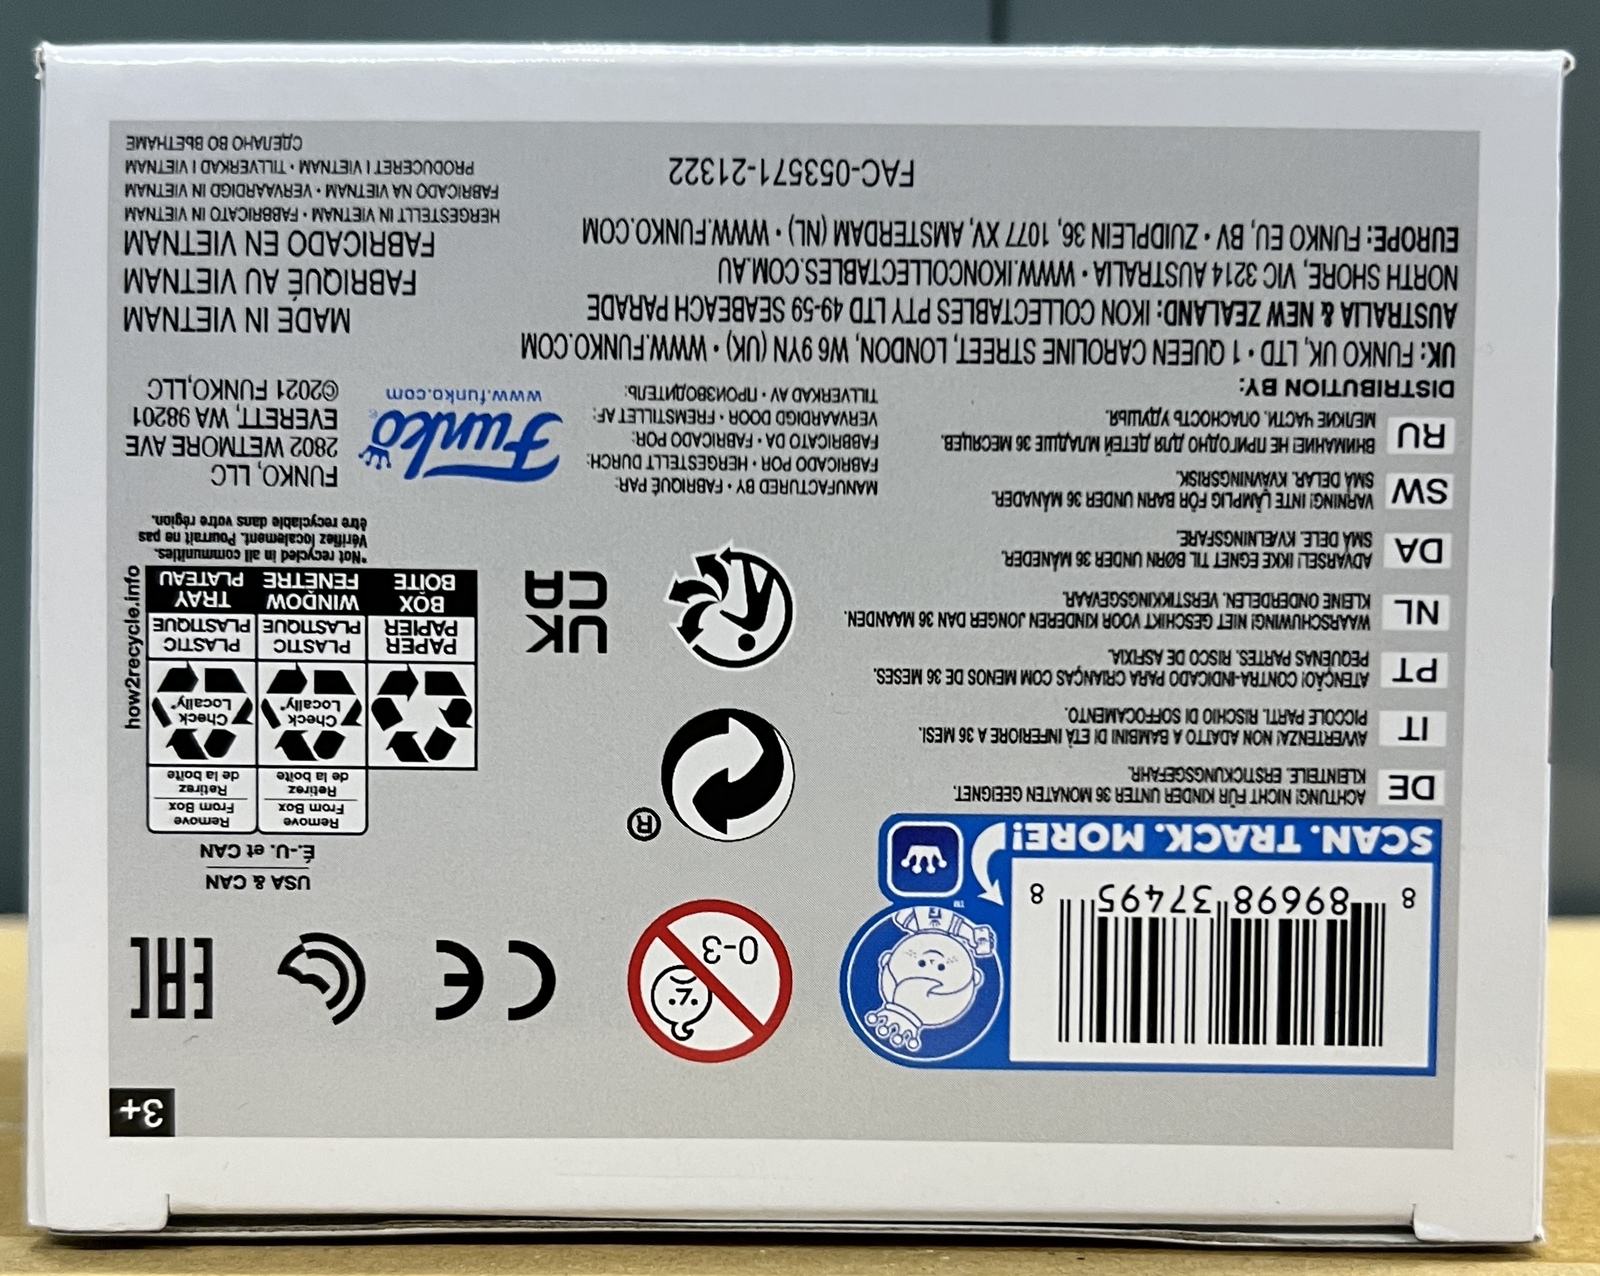 3+
8 89698 37495 8
SCAN. TRACK. MORE!
TM
0-3
CE
EAC
USA & CAN
É.-U. et CAN
Remove
From Box
Retirez
de la boîte
Remove
From Box
Retirez
de la boîte
Check
Locally*
Check
Locally*
PAPER
PAPIER
PLASTIC
PLASTIQUE
PLASTIC
PLASTIQUE
BOX
BOÎTE
WINDOW
FENÊTRE
TRAY
PLATEAU
how2recycle.info
*Not recycled in all communities.
Vérifiez localement. Pourrait ne pas
être recyclable dans votre région.
®
UK
CA
DE
ACHTUNG! NICHT FÜR KINDER UNTER 36 MONATEN GEEIGNET.
KLEINTEILE. ERSTICKUNGSGEFAHR.
IT
AVVERTENZA! NON ADATTO A BAMBINI DI ETÀ INFERIORE A 36 MESI.
PICCOLE PARTI. RISCHIO DI SOFFOCAMENTO.
PT
ATENÇÃO! CONTRA-INDICADO PARA CRIANÇAS COM MENOS DE 36 MESES.
PEQUENAS PARTES. RISCO DE ASFIXIA.
NL
WAARSCHUWING! NIET GESCHIKT VOOR KINDEREN JONGER DAN 36 MAANDEN.
KLEINE ONDERDELEN. VERSTIKKINGSGEVAAR.
DA
ADVARSEL! IKKE EGNET TIL BØRN UNDER 36 MÅNEDER.
SMÅ DELE. KVÆLNINGSFARE.
SW
VARNING! INTE LÄMPLIG FÖR BARN UNDER 36 MÅNADER.
SMÅ DELAR. KVÄVNINGSRISK.
RU
ВНИМАНИЕ! НЕ ПРИГОДНО ДЛЯ ДЕТЕЙ МЛАДШЕ 36 МЕСЯЦЕВ.
МЕЛКИЕ ЧАСТИ. ОПАСНОСТЬ УДУШЬЯ.
MANUFACTURED BY • FABRIQUÉ PAR:
FABRICADO POR • HERGESTELLT DURCH:
FABBRICATO DA • FABRICADO POR:
VERVAARDIGD DOOR • FREMSTILLET AF:
TILLVERKAD AV • ПРОИЗВОДИТЕЛЬ:
Funko®
www.funko.com
FUNKO, LLC
2802 WETMORE AVE
EVERETT, WA 98201
©2021 FUNKO,LLC
DISTRIBUTION BY:
UK: FUNKO UK, LTD • 1 QUEEN CAROLINE STREET, LONDON, W6 9YN (UK) • WWW.FUNKO.COM
AUSTRALIA & NEW ZEALAND: IKON COLLECTABLES PTY LTD 49-59 SEABEACH PARADE
NORTH SHORE, VIC 3214 AUSTRALIA • WWW.IKONCOLLECTABLES.COM.AU
EUROPE: FUNKO EU, BV • ZUIDPLEIN 36, 1077 XV, AMSTERDAM (NL) • WWW.FUNKO.COM
FAC-053571-21322
MADE IN VIETNAM
FABRIQUÉ AU VIETNAM
FABRICADO EN VIETNAM
HERGESTELLT IN VIETNAM • FABBRICATO IN VIETNAM
FABRICADO NA VIETNAM • VERVAARDIGD IN VIETNAM
PRODUCERET I VIETNAM • TILLVERKAD I VIETNAM
СДЕЛАНО ВО ВЬЕТНАМЕ